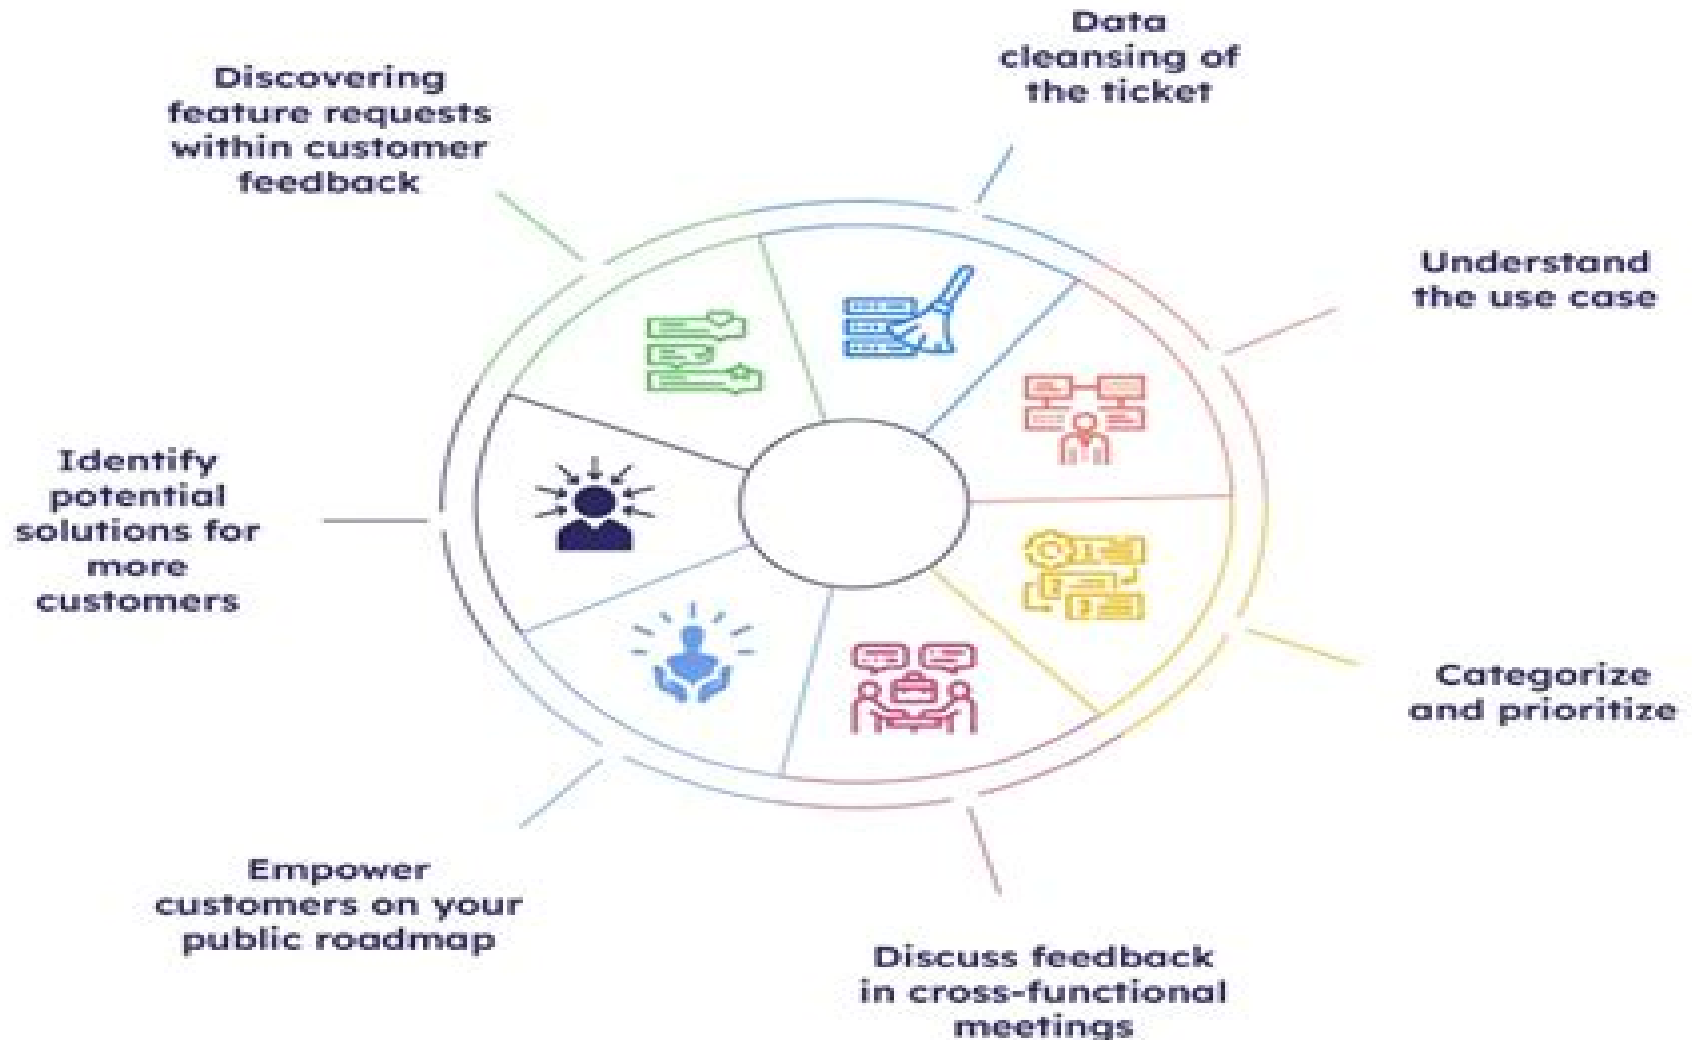 Data
cleansing of
the ticket
Discovering
feature requests
within customer
feedback
Understand
the use case
Identify
potential
solutions for
more
customers
Categorize
and prioritize
Empower
customers on your
public roadmap
Discuss feedback
in cross-functional
meetings